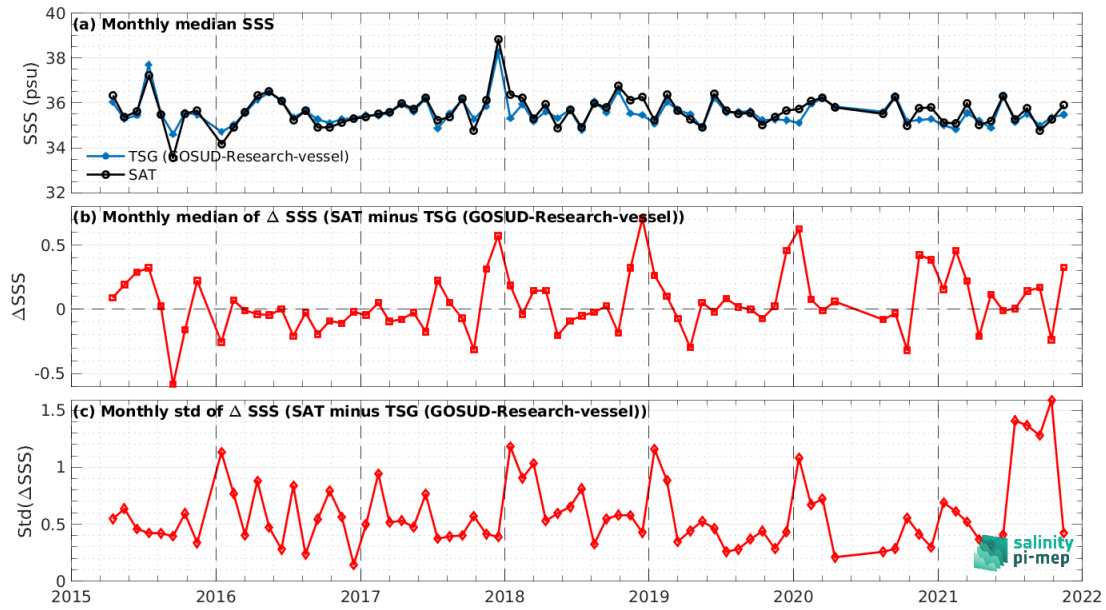 (a) Monthly median SSS
40
38
36
34
32
SSS (psu)
TSG (GOSUD-Research-vessel)
SAT
(b) Monthly median of Δ SSS (SAT minus TSG (GOSUD-Research-vessel))
0.5
0
-0.5
ΔSSS
(c) Monthly std of Δ SSS (SAT minus TSG (GOSUD-Research-vessel))
1.5
1
0.5
0
Std(ΔSSS)
salinity
pi-mep
2015 2016 2017 2018 2019 2020 2021 2022